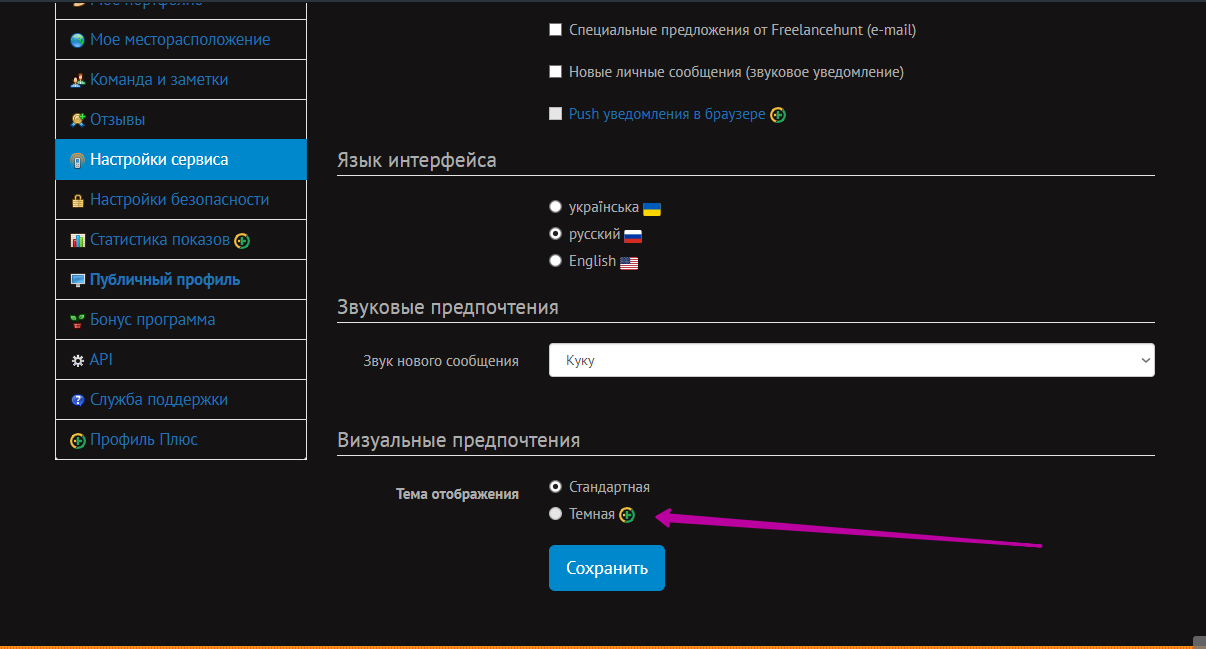 Мое портфолио
Мое месторасположение
Команда и заметки
Отзывы
Настройки сервиса
Настройки безопасности
Статистика показов
Публичный профиль
Бонус программа
API
Служба поддержки
Профиль Плюс
Специальные предложения от Freelancehunt (e-mail)
Новые личные сообщения (звуковое уведомление)
Push уведомления в браузере
Язык интерфейса
українська
русский
English
Звуковые предпочтения
Звук нового сообщения
Куку
Визуальные предпочтения
Тема отображения
Стандартная
Темная
Сохранить